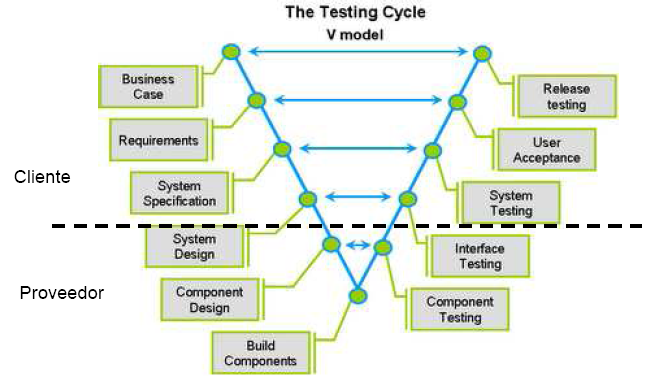 The Testing Cycle
V model
Business
Case
Release
testing
Requirements
User
Acceptance
Cliente
System
Specification
System
Testing
System
Design
Interface
Testing
Proveedor
Component
Design
Component
Testing
Build
Components